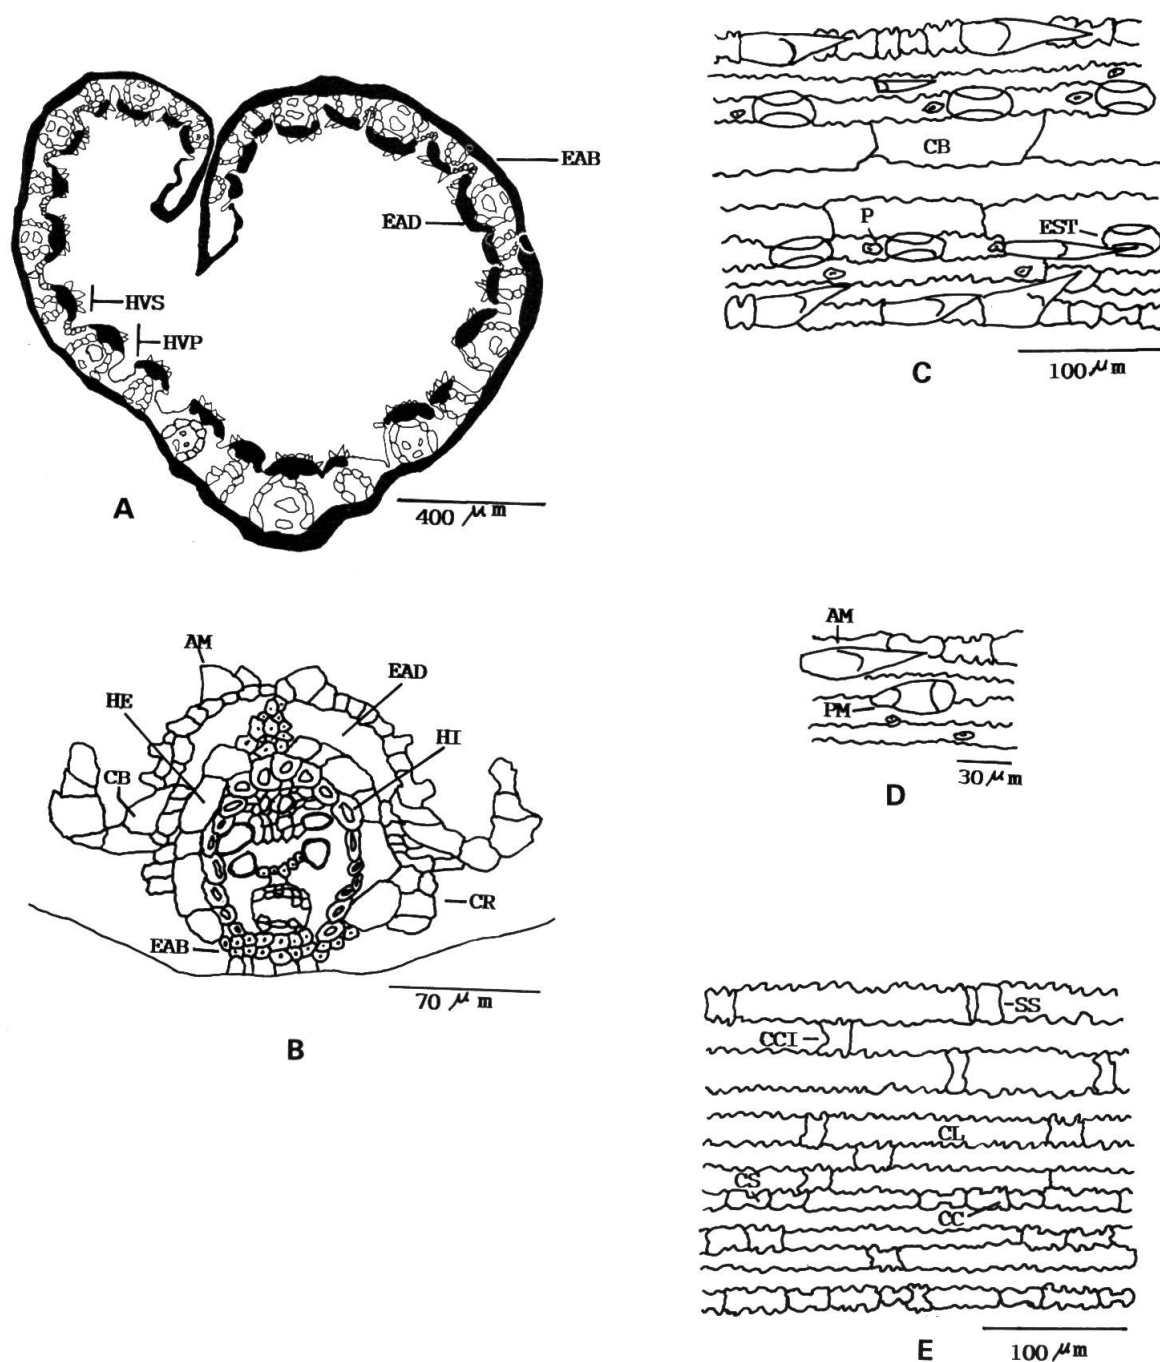 EAB
EAD
HVS
HVP
400 μm
A
CB
P
EST
100 μm
C
AM
EAD
HE
HI
CB
CR
EAB
70 μm
B
AM
PM
30 μm
D
SS
CCI
CL
CS
CC
100 μm
E